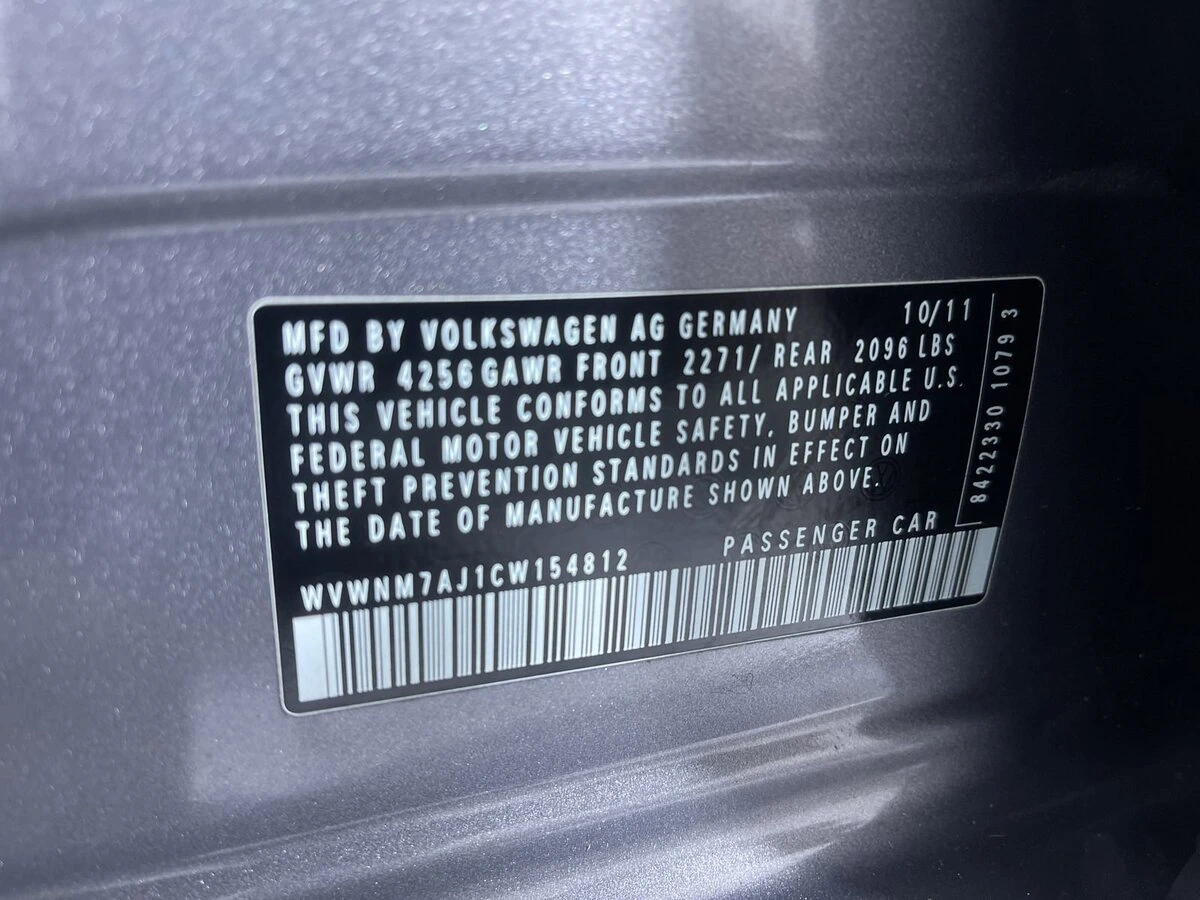 MFD BY VOLKSWAGEN AG GERMANY 10/11
GVWR 4256 GAWR FRONT 2271/ REAR 2096 LBS
THIS VEHICLE CONFORMS TO ALL APPLICABLE U.S.
FEDERAL MOTOR VEHICLE SAFETY, BUMPER AND
THEFT PREVENTION STANDARDS IN EFFECT ON
THE DATE OF MANUFACTURE SHOWN ABOVE.
WVWNM7AJ1CW154812 PASSENGER CAR
8422330 1079 3